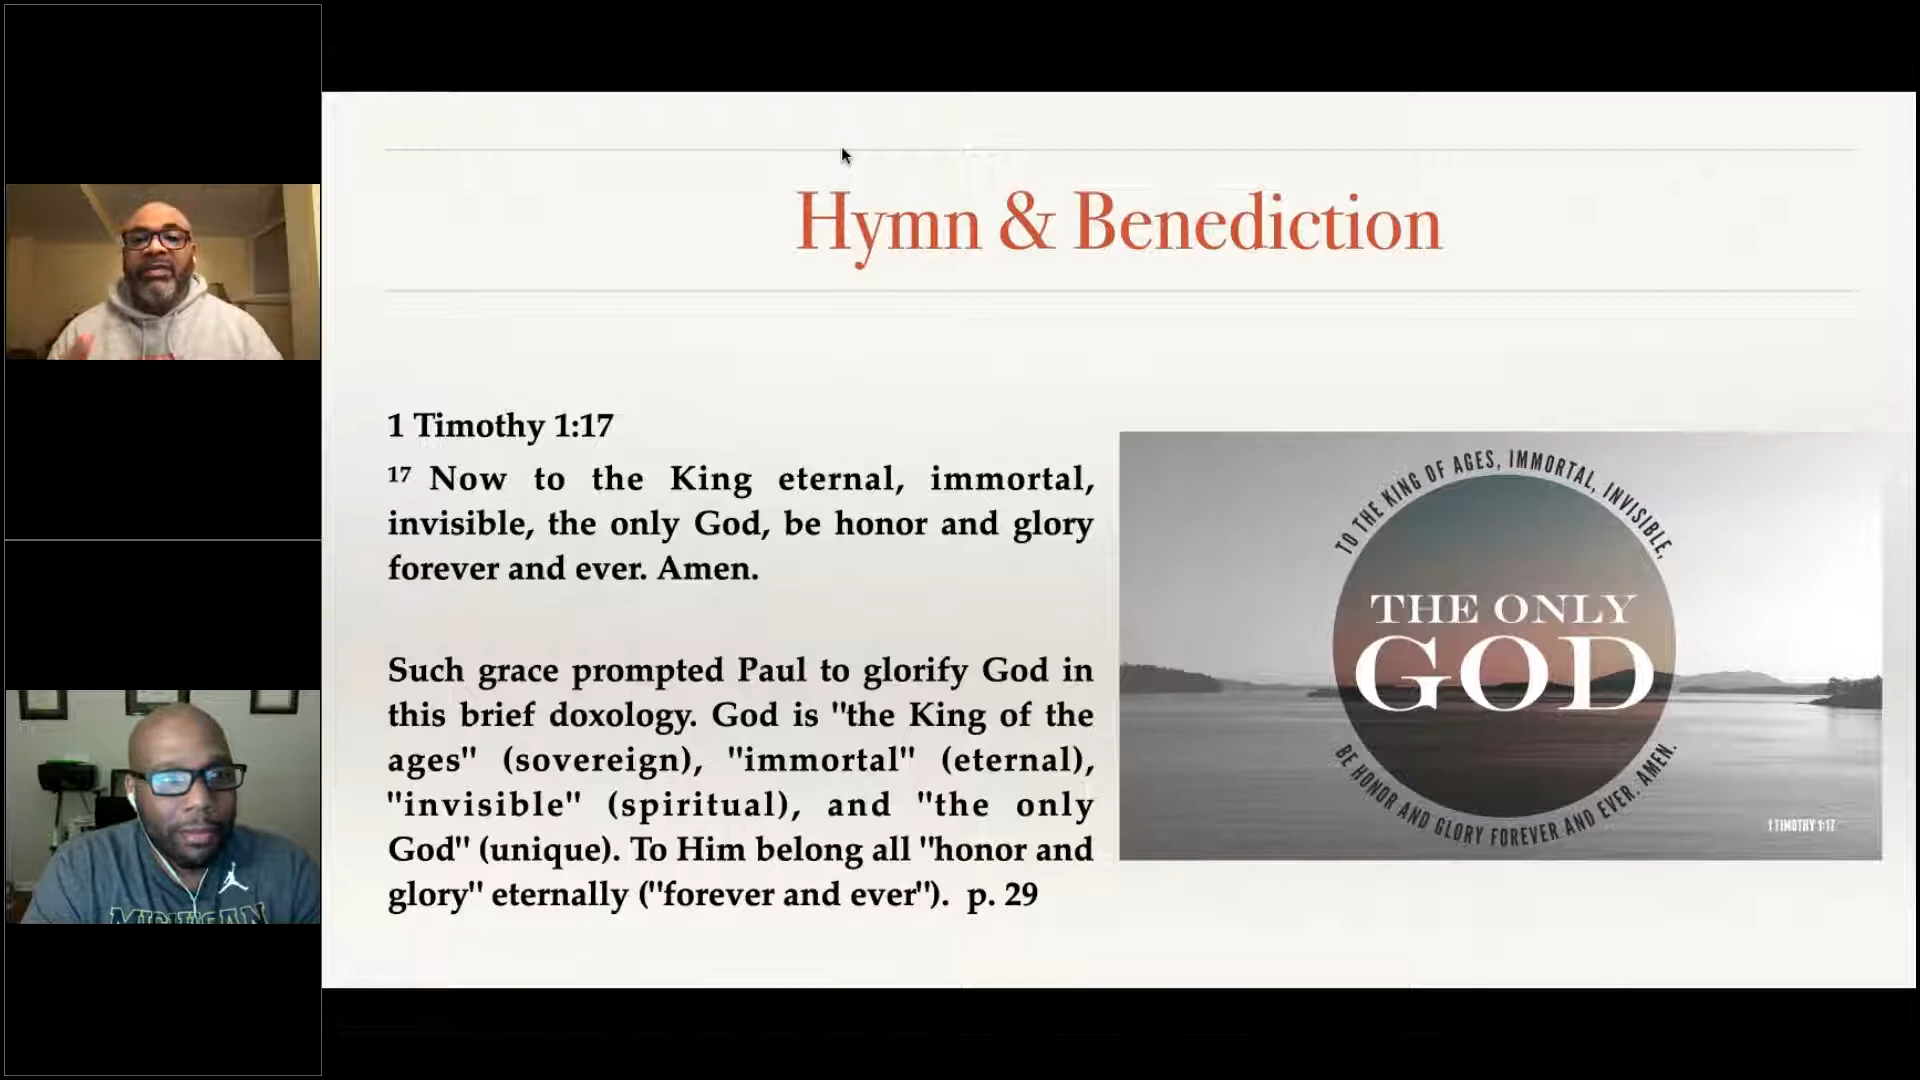 Hymn & Benediction
1 Timothy 1:17
17 Now to the King eternal, immortal,
invisible, the only God, be honor and glory
forever and ever. Amen.
Such grace prompted Paul to glorify God in
this brief doxology. God is "the King of the
ages" (sovereign), "immortal" (eternal),
"invisible" (spiritual), and "the only
God" (unique). To Him belong all "honor and
glory" eternally ("forever and ever"). p. 29
TO THE KING OF AGES, IMMORTAL, INVISIBLE,
THE ONLY
GOD
BE HONOR AND GLORY FOREVER AND EVER. AMEN.
1 TIMOTHY 1:17
MICHIGAN